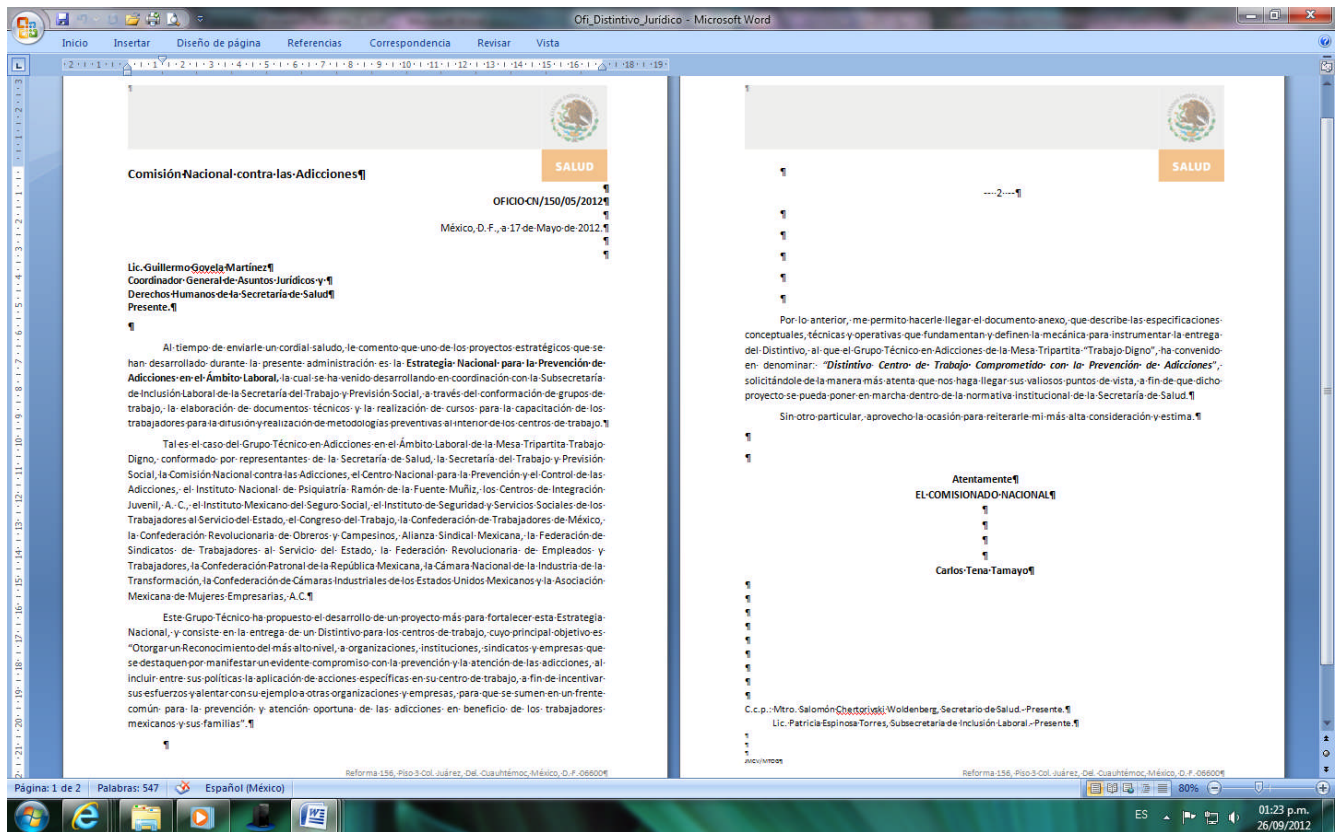 Ofi_Distintivo_Jurídico - Microsoft Word
Inicio Insertar Diseño de página Referencias Correspondencia Revisar Vista
SALUD
Comisión Nacional contra las Adicciones¶
OFICIO CN/150/05/2012¶
México, D. F., a 17 de Mayo de 2012.¶
Lic. Guillermo Govela Martínez¶
Coordinador General de Asuntos Jurídicos y ¶
Derechos Humanos de la Secretaría de Salud¶
Presente.¶
Al tiempo de enviarle un cordial saludo, le comento que uno de los proyectos estratégicos que se
han desarrollado durante la presente administración es la Estrategia Nacional para la Prevención de
Adicciones en el Ámbito Laboral, la cual se ha venido desarrollando en coordinación con la Subsecretaría
de Inclusión Laboral de la Secretaría del Trabajo y Previsión Social, a través del conformación de grupos de
trabajo, la elaboración de documentos técnicos y la realización de cursos para la capacitación de los
trabajadores para la difusión y realización de metodologías preventivas al interior de los centros de trabajo.¶
Tal es el caso del Grupo Técnico en Adicciones en el Ámbito Laboral de la Mesa Tripartita Trabajo
Digno, conformado por representantes de la Secretaría de Salud, la Secretaría del Trabajo y Previsión
Social, la Comisión Nacional contra las Adicciones, el Centro Nacional para la Prevención y el Control de las
Adicciones, el Instituto Nacional de Psiquiatría Ramón de la Fuente Muñiz, los Centros de Integración
Juvenil, A. C., el Instituto Mexicano del Seguro Social, el Instituto de Seguridad y Servicios Sociales de los
Trabajadores al Servicio del Estado, el Congreso del Trabajo, la Confederación de Trabajadores de México,
la Confederación Revolucionaria de Obreros y Campesinos, Alianza Sindical Mexicana, la Federación de
Sindicatos de Trabajadores al Servicio del Estado, la Federación Revolucionaria de Empleados y
Trabajadores, la Confederación Patronal de la República Mexicana, la Cámara Nacional de la Industria de la
Transformación, la Confederación de Cámaras Industriales de los Estados Unidos Mexicanos y la Asociación
Mexicana de Mujeres Empresarias, A.C.¶
Este Grupo Técnico ha propuesto el desarrollo de un proyecto más para fortalecer esta Estrategia
Nacional, y consiste en la entrega de un Distintivo para los centros de trabajo, cuyo principal objetivo es
"Otorgar un Reconocimiento del más alto nivel, a organizaciones, instituciones, sindicatos y empresas que
se destaquen por manifestar un evidente compromiso con la prevención y la atención de las adicciones, al
incluir entre sus políticas la aplicación de acciones específicas en su centro de trabajo, a fin de incentivar
sus esfuerzos y alentar con su ejemplo a otras organizaciones y empresas, para que se sumen en un frente
común para la prevención y atención oportuna de las adicciones en beneficio de los trabajadores
mexicanos y sus familias".¶
Reforma 156, Piso 3 Col. Juárez, Del. Cuauhtémoc, México, D. F. 06600¶
SALUD
--- 2 ---¶
Por lo anterior, me permito hacerle llegar el documento anexo, que describe las especificaciones
conceptuales, técnicas y operativas que fundamentan y definen la mecánica para instrumentar la entrega
del Distintivo, al que el Grupo Técnico en Adicciones de la Mesa Tripartita "Trabajo Digno", ha convenido
en denominar: "Distintivo Centro de Trabajo Comprometido con la Prevención de Adicciones",
solicitándole de la manera más atenta que nos haga llegar sus valiosos puntos de vista, a fin de que dicho
proyecto se pueda poner en marcha dentro de la normativa institucional de la Secretaría de Salud.¶
Sin otro particular, aprovecho la ocasión para reiterarle mi más alta consideración y estima.¶
Atentamente¶
EL COMISIONADO NACIONAL¶
Carlos Tena Tamayo¶
C.c.p.: Mtro. Salomón Chertorivski Woldenberg, Secretario de Salud.- Presente.¶
Lic. Patricia Espinosa Torres, Subsecretaria de Inclusión Laboral.- Presente.¶
Reforma 156, Piso 3 Col. Juárez, Del. Cuauhtémoc, México, D. F. 06600¶
Página: 1 de 2 Palabras: 547 Español (México) 80%
ES 01:23 p.m.
26/09/2012